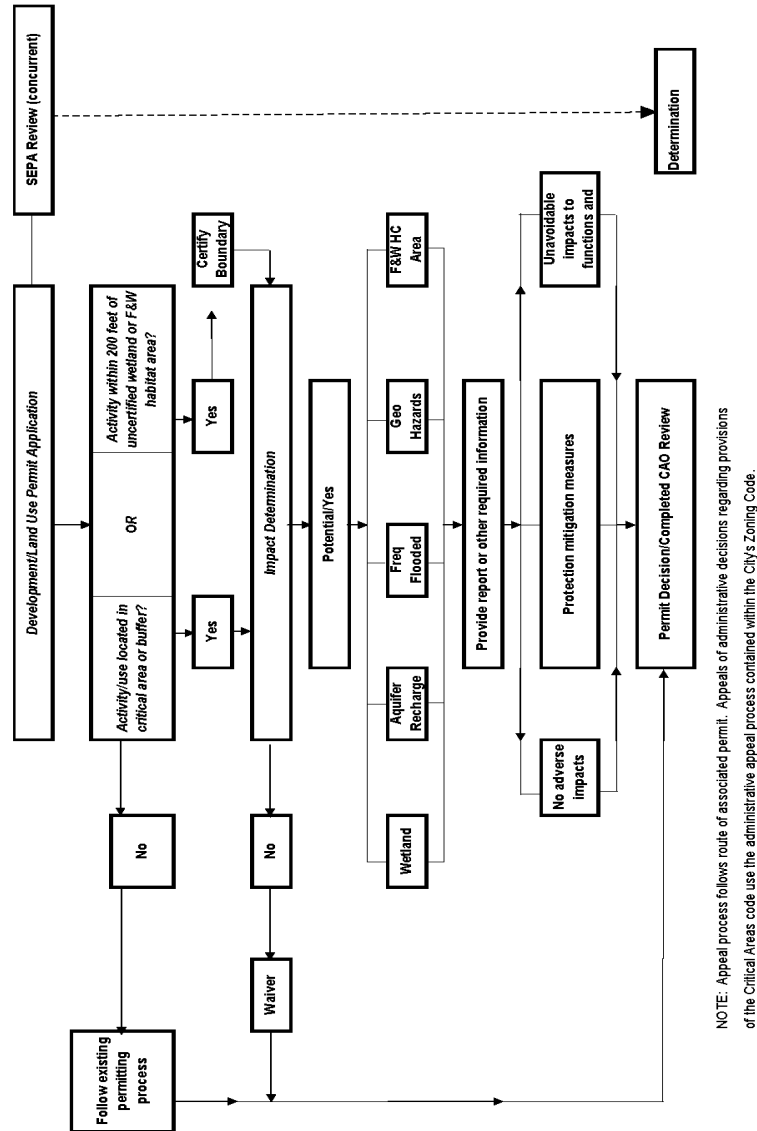 Development/Land Use Permit Application
SEPA Review (concurrent)
Follow existing
permitting
process
No
Activity/use located in
critical area or buffer?
OR
Activity within 200 feet of
uncertified wetland or F&W
habitat area?
Yes
Yes
Certify
Boundary
Waiver
No
Impact Determination
Potential/Yes
Wetland
Aquifer
Recharge
Freq
Flooded
Geo
Hazards
F&W HC
Area
Provide report or other required information
No adverse
impacts
Protection mitigation measures
Unavoidable
impacts to
functions and
Permit Decision/Completed CAO Review
Determination
NOTE: Appeal process follows route of associated permit. Appeals of administrative decisions regarding provisions
of the Critical Areas code use the administrative appeal process contained within the City's Zoning Code.